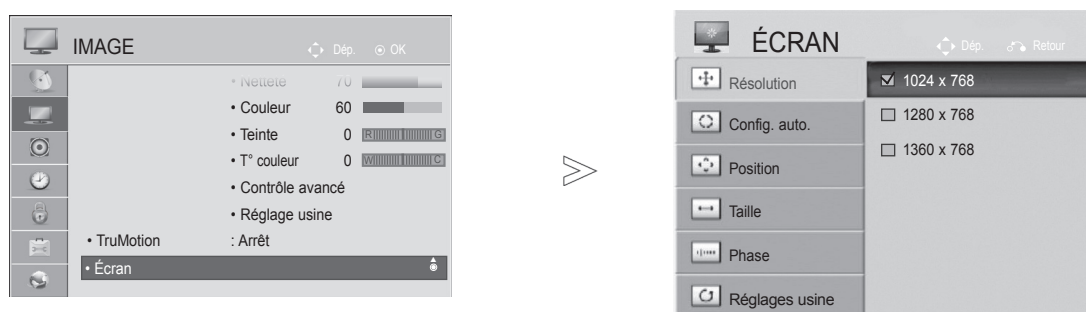 IMAGE
Dép. OK
• Netteté 70
• Couleur 60
• Teinte 0 R G
• T° couleur 0 W C
• Contrôle avancé
• Réglage usine
• TruMotion : Arrêt
• Écran
ÉCRAN
Dép. Retour
Résolution
Config. auto.
Position
Taille
Phase
Réglages usine
1024 x 768
1280 x 768
1360 x 768